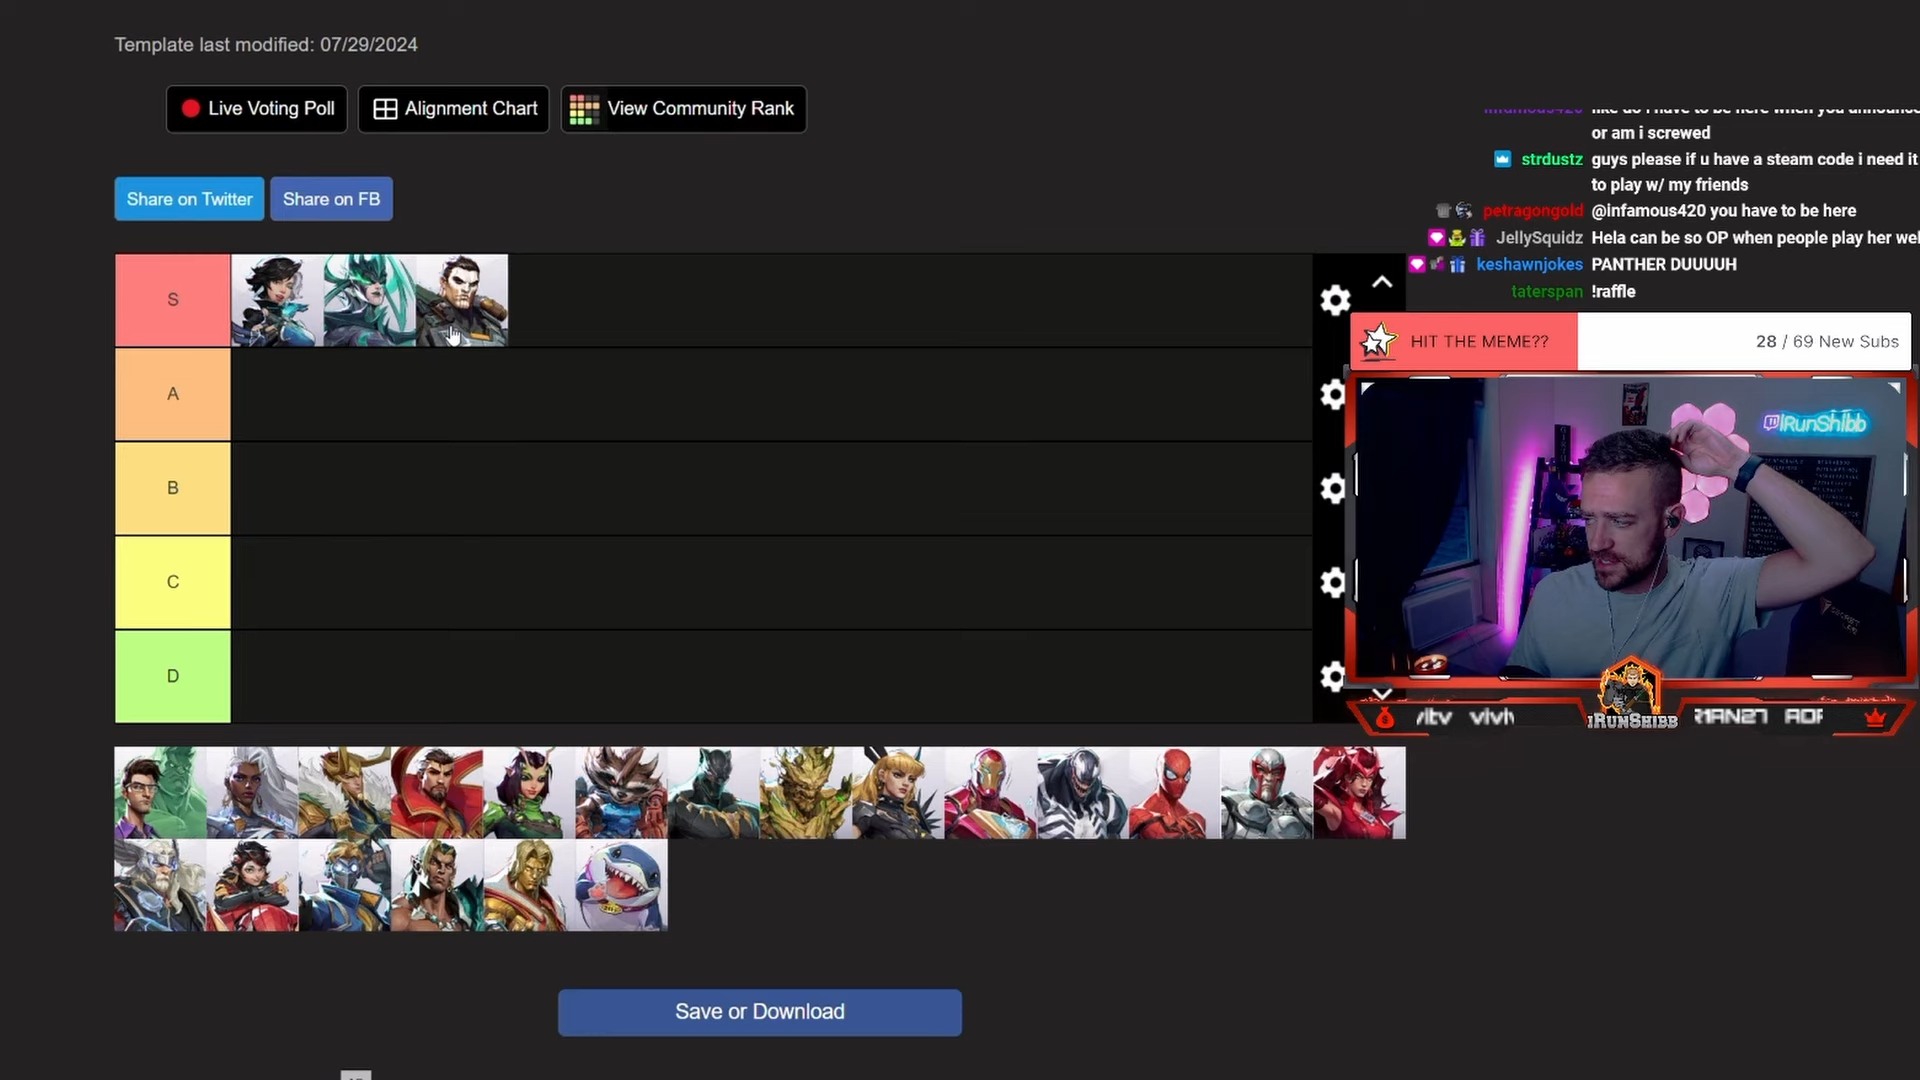 Template last modified: 07/29/2024
Live Voting Poll
Alignment Chart
View Community Rank
Share on Twitter
Share on FB
or am i screwed
strdustz guys please if u have a steam code i need it
to play w/ my friends
petragongold @infamous420 you have to be here
JellySquidz Hela can be so OP when people play her wel
keshawnjokes PANTHER DUUUUH
taterspan !raffle
HIT THE MEME?? 28 / 69 New Subs
S
A
B
C
D
iRunShibb
iRUNSHIBB
Save or Download